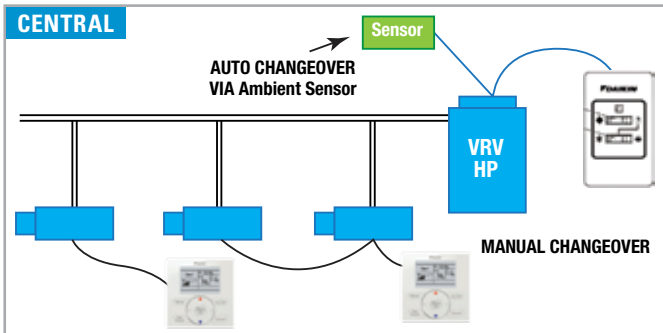 CENTRAL
Sensor
AUTO CHANGEOVER
VIA Ambient Sensor
DAIKIN
VRV
HP
MANUAL CHANGEOVER